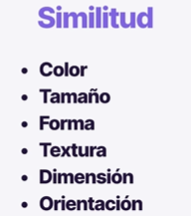 Similitud
• Color
• Tamaño
• Forma
• Textura
• Dimensión
• Orientación